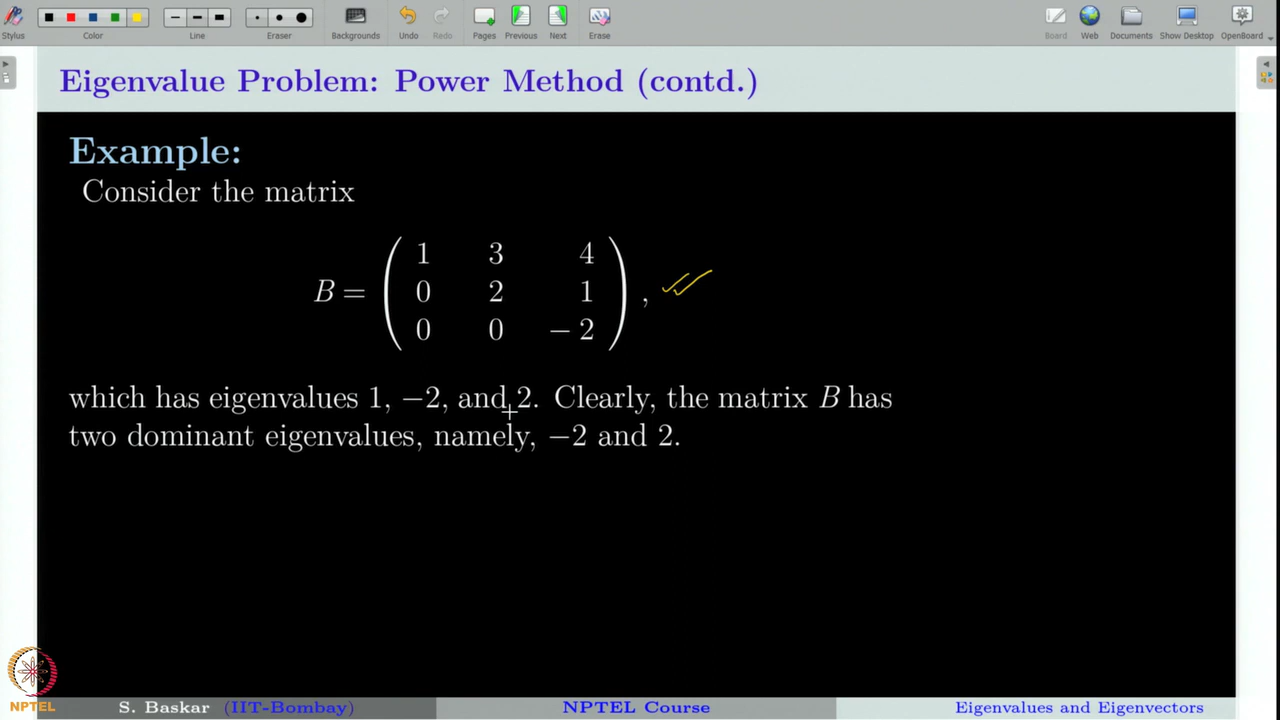 Stylus Color Line Eraser Backgrounds Undo Redo Pages Previous Next Erase Board Web Documents Show Desktop OpenBoard
Eigenvalue Problem: Power Method (contd.)
Example:
Consider the matrix
1 3 4
B = 0 2 1 ,
0 0 −2
which has eigenvalues 1, −2, and 2. Clearly, the matrix B has
two dominant eigenvalues, namely, −2 and 2.
NPTEL
S. Baskar (IIT-Bombay) NPTEL Course Eigenvalues and Eigenvectors